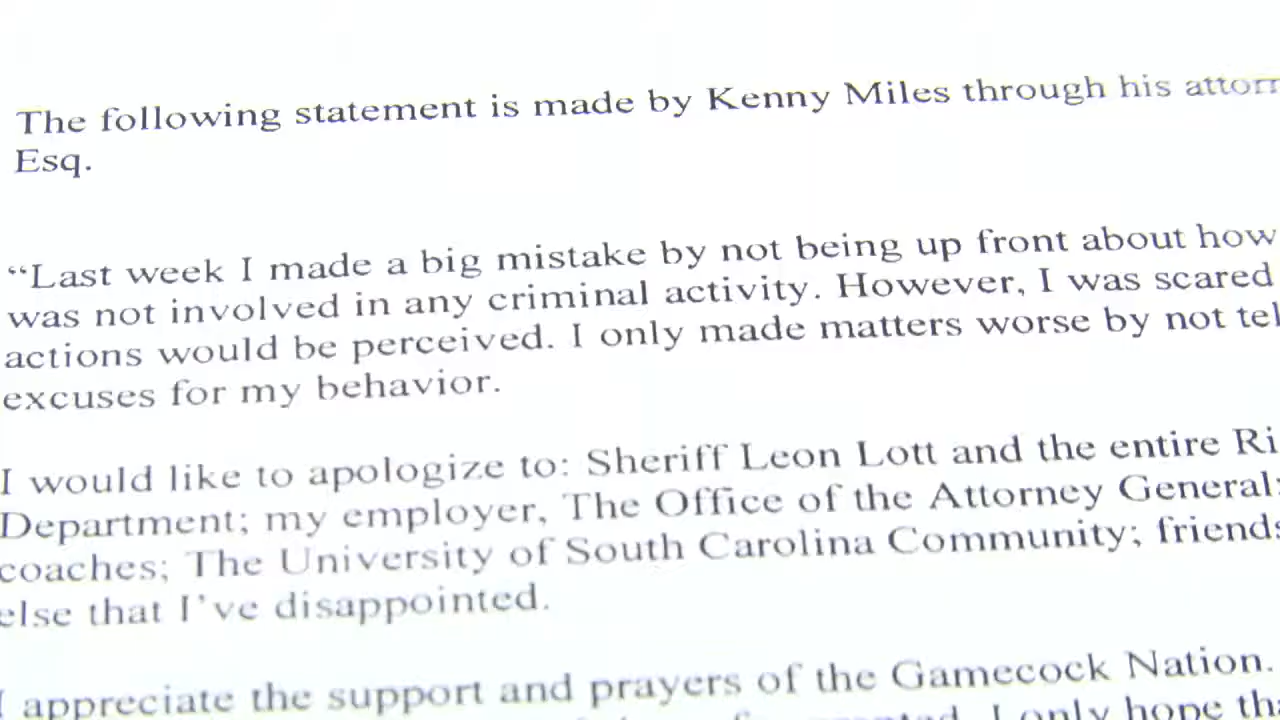 The following statement is made by Kenny Miles through his
Esq.
“Last week I made a big mistake by not being up front about how
was not involved in any criminal activity. However, I was scared
actions would be perceived. I only made matters worse by not
excuses for my behavior.
I would like to apologize to: Sheriff Leon Lott and the entire
Department; my employer, The Office of the Attorney General;
coaches; The University of South Carolina Community;
else that I've disappointed.
I appreciate the support and prayers of the Gamecock Nation.
I only hope